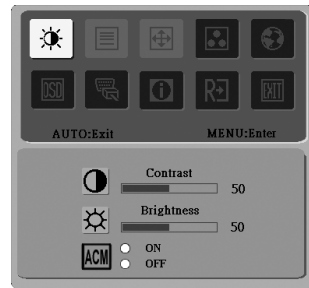 OSD R EXIT
AUTO:Exit MENU:Enter
Contrast
50
Brightness
50
ACM ON
OFF